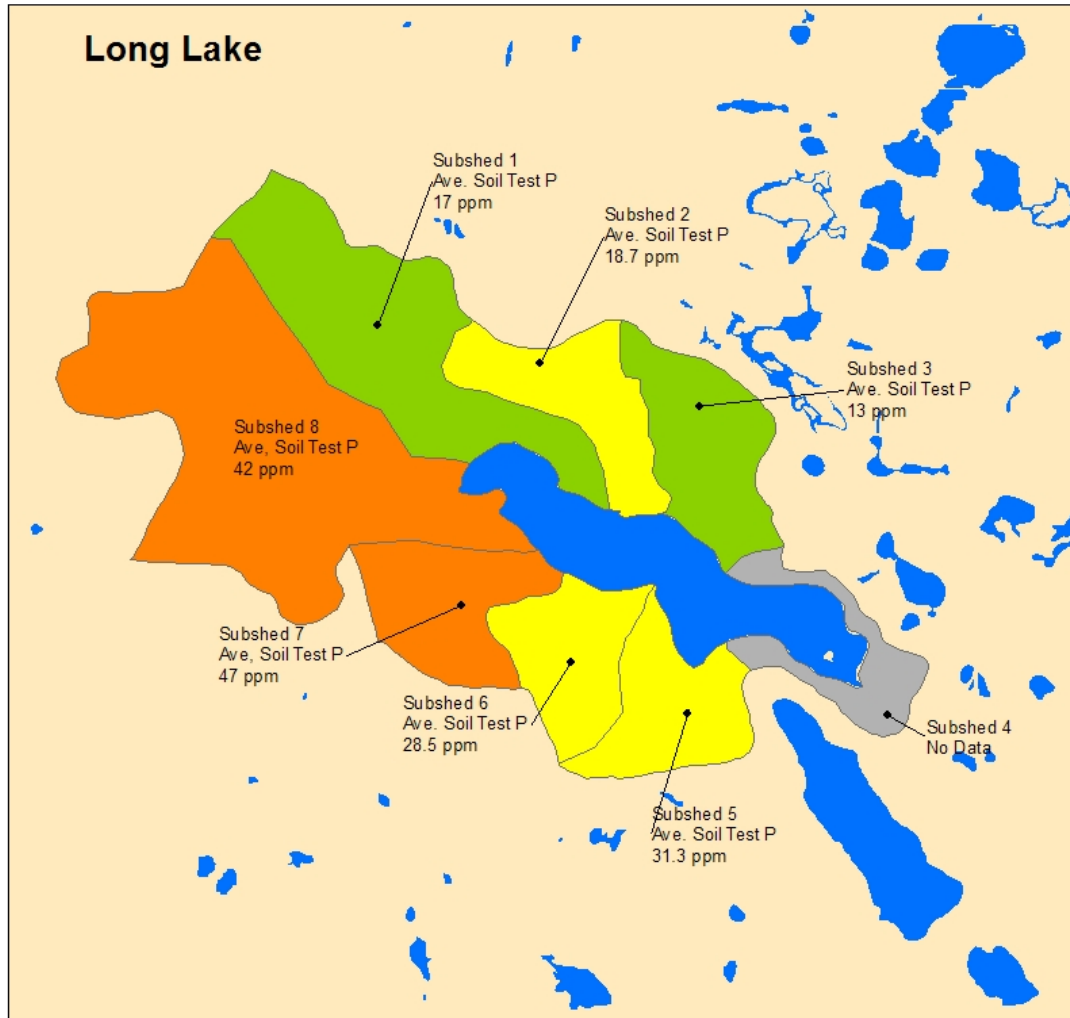 Long Lake
Subshed 1
Ave. Soil Test P
17 ppm
Subshed 2
Ave. Soil Test P
18.7 ppm
Subshed 3
Ave. Soil Test P
13 ppm
Subshed 8
Ave, Soil Test P
42 ppm
Subshed 7
Ave, Soil Test P
47 ppm
Subshed 6
Ave. Soil Test P
28.5 ppm
Subshed 4
No Data
Subshed 5
Ave. Soil Test P
31.3 ppm